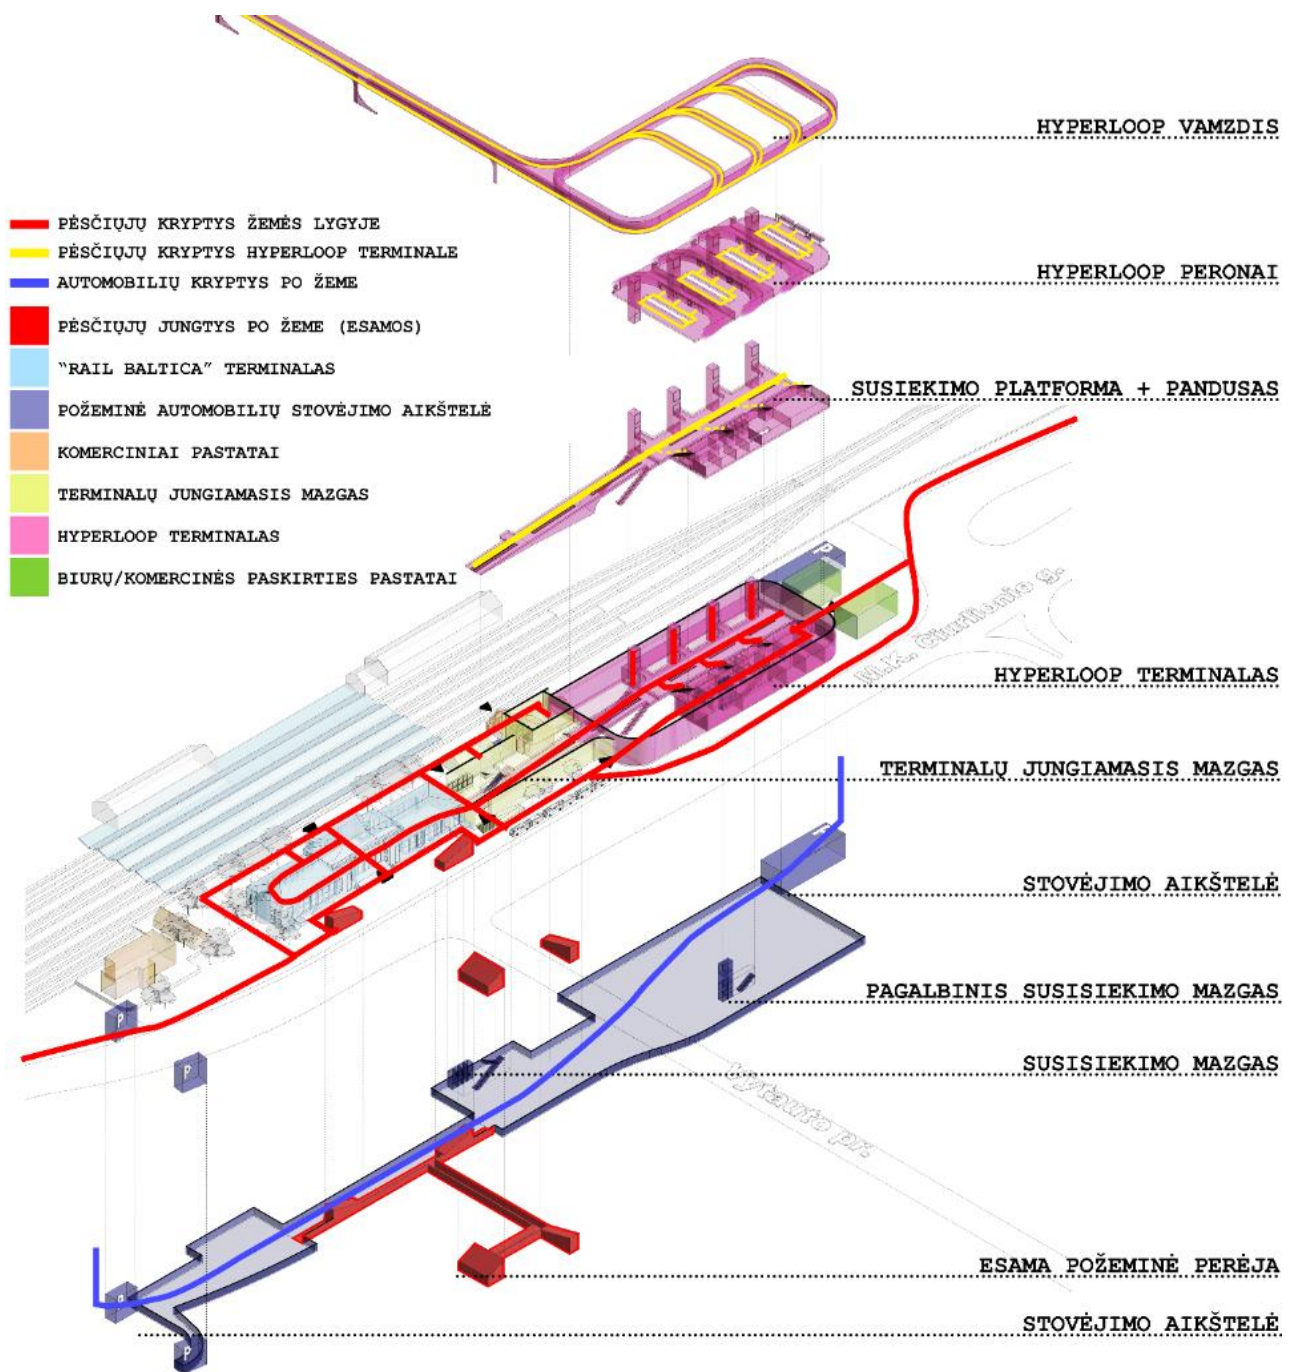 HYPERLOOP VAMZDIS
PĖSČIŲJŲ KRYPTYS ŽEMĖS LYGYJE
PĖSČIŲJŲ KRYPTYS HYPERLOOP TERMINALE
AUTOMOBILIŲ KRYPTYS PO ŽEME
PĖSČIŲJŲ JUNGTYS PO ŽEME (ESAMOS)
"RAIL BALTICA" TERMINALAS
POŽEMINĖ AUTOMOBILIŲ STOVĖJIMO AIKŠTELĖ
KOMERCINIAI PASTATAI
TERMINALŲ JUNGIAMASIS MAZGAS
HYPERLOOP TERMINALAS
BIURŲ/KOMERCINĖS PASKIRTIES PASTATAI
HYPERLOOP PERONAI
SUSIEKIMO PLATFORMA + PANDUSAS
P
M.K. Čiurlionio g.
HYPERLOOP TERMINALAS
TERMINALŲ JUNGIAMASIS MAZGAS
STOVĖJIMO AIKŠTELĖ
PAGALBINIS SUSISIEKIMO MAZGAS
P
P
SUSISIEKIMO MAZGAS
Vytauto pr.
ESAMA POŽEMINĖ PERĖJA
P
STOVĖJIMO AIKŠTELĖ
P